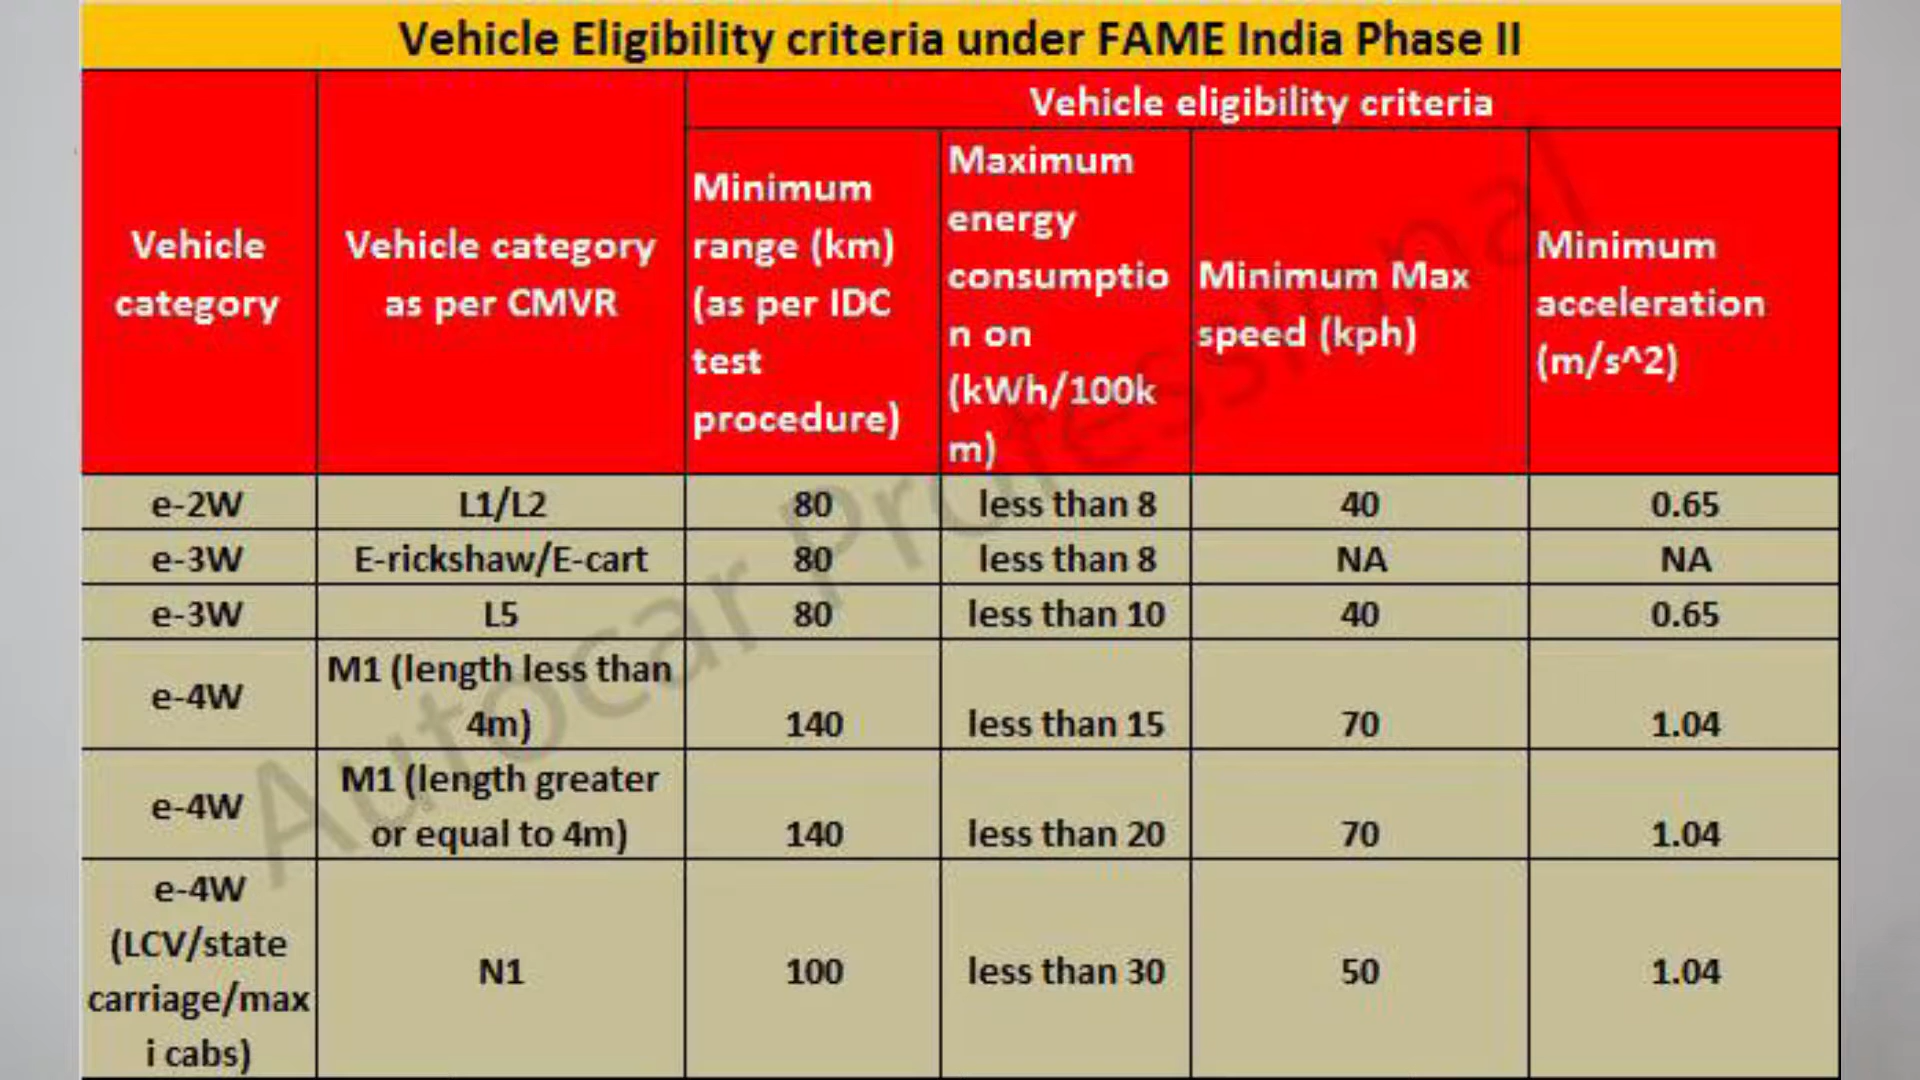 Vehicle Eligibility criteria under FAME India Phase II
Vehicle eligibility criteria
Vehicle
category
Vehicle category
as per CMVR
Minimum
range (km)
(as per IDC
test
procedure)
Maximum
energy
consumptio
n on
(kWh/100k
m)
Minimum Max
speed (kph)
Minimum
acceleration
(m/s^2)
e-2W L1/L2 80 less than 8 40 0.65
e-3W E-rickshaw/E-cart 80 less than 8 NA NA
e-3W L5 80 less than 10 40 0.65
e-4W
M1 (length less than
4m)
140 less than 15 70 1.04
e-4W
M1 (length greater
or equal to 4m)
140 less than 20 70 1.04
e-4W
(LCV/state
carriage/max
i cabs)
N1 100 less than 30 50 1.04
Autocar Professional